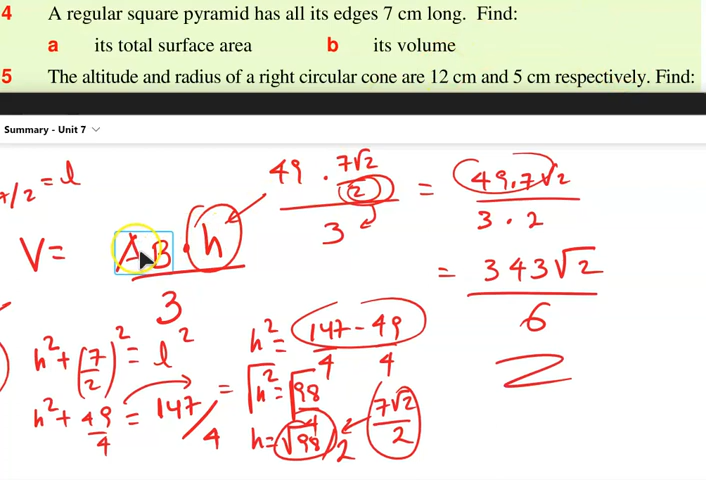 4 A regular square pyramid has all its edges 7 cm long. Find:
a its total surface area b its volume
5 The altitude and radius of a right circular cone are 12 cm and 5 cm respectively. Find:
Summary - Unit 7
/2 = l
V = AB · h / 3
49 · 7√2/2 / 3 = 49.7√2 / 3 · 2
= 343√2 / 6
h² + (7/2)² = l²
h² + 49/4 = 147/4
h² = 147 - 49 / 4 4
= √h² = √98/4
h = √98/2
7√2/2